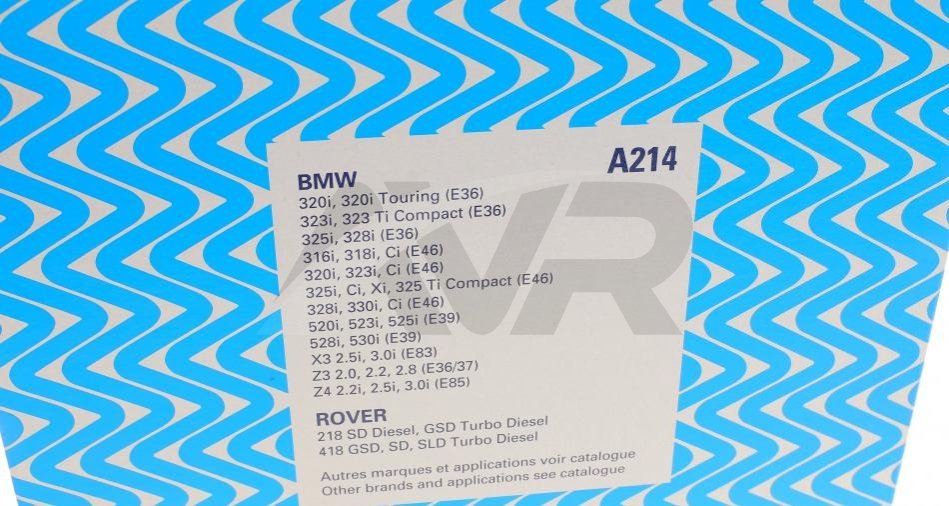 A214
BMW
320i, 320i Touring (E36)
323i, 323 Ti Compact (E36)
325i, 328i (E36)
316i, 318i, Ci (E46)
320i, 323i, Ci (E46)
325i, Ci, Xi, 325 Ti Compact (E46)
328i, 330i, Ci (E46)
520i, 523i, 525i (E39)
528i, 530i (E39)
X3 2.5i, 3.0i (E83)
Z3 2.0, 2.2, 2.8 (E36/37)
Z4 2.2i, 2.5i, 3.0i (E85)
ROVER
218 SD Diesel, GSD Turbo Diesel
418 GSD, SD, SLD Turbo Diesel
Autres marques et applications voir catalogue
Other brands and applications see catalogue